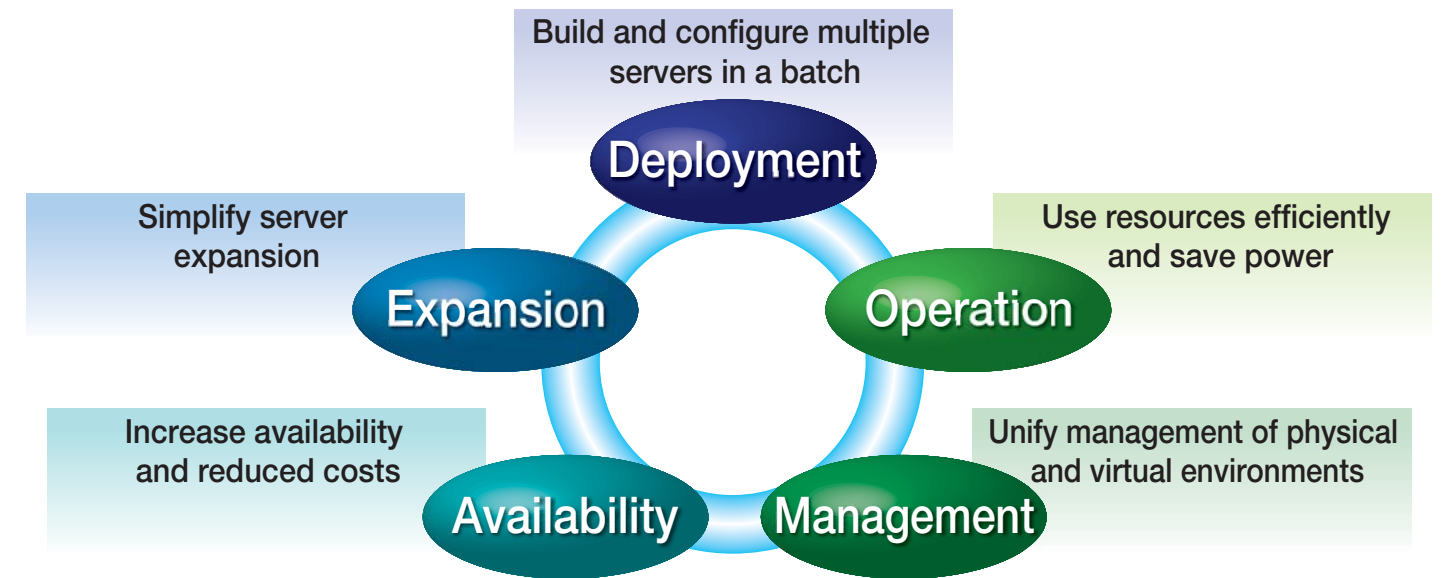 Build and configure multiple
servers in a batch
Deployment
Simplify server
expansion
Expansion
Use resources efficiently
and save power
Operation
Increase availability
and reduced costs
Availability
Unify management of physical
and virtual environments
Management